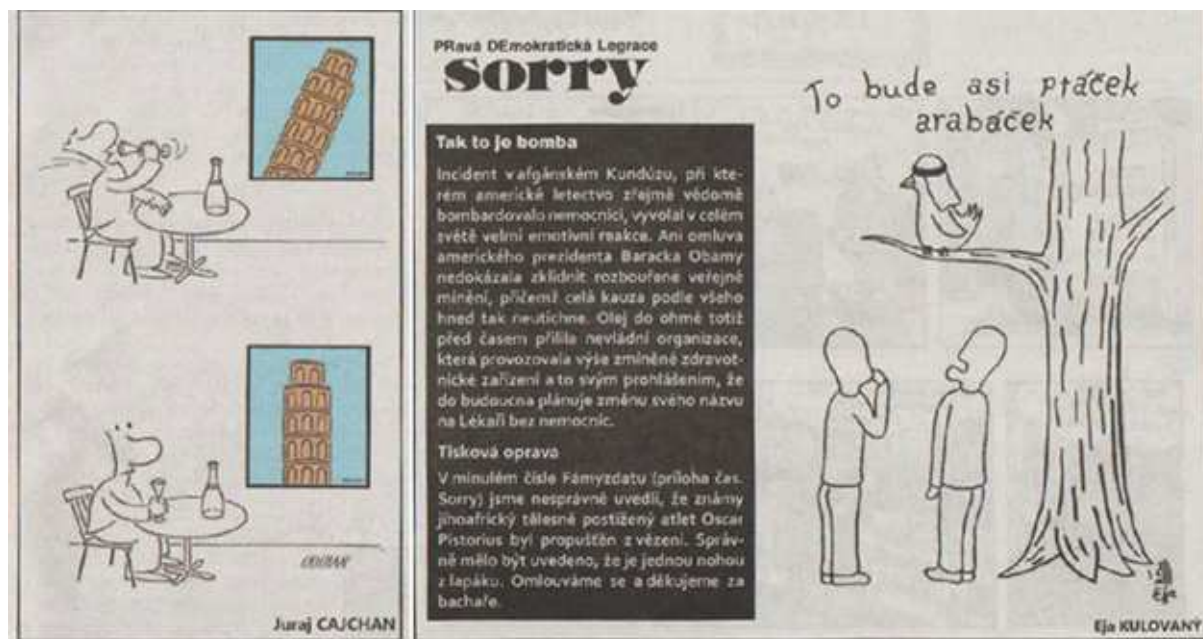 Juraj CAJCHAN
PRavá DEmokratická Legrace
sorry
Tak to je bomba
Incident v afgánském Kundúzu, při kte-
rém americké letectvo zřejmě vědomě
bombardovalo nemocnici, vyvolal v celém
světě velmi emotivní reakce. Ani omluva
amerického prezidenta Baracka Obamy
nedokázala zklidnit rozbouřené veřejné
mínění, přičemž celá kauza podle všeho
hned tak neutichne. Olej do ohně totiž
před časem přilila nevládní organizace,
která provozovala výše zmíněné zdravot-
nické zařízení a to svým prohlášením, že
do budoucna plánuje změnu svého názvu
na Lékaři bez nemocnic.
Tisková oprava
V minulém čísle Fámyzdatu (příloha čas.
Sorry) jsme nesprávně uvedli, že známý
jihoafrický tělesně postižený atlet Oscar
Pistorius byl propuštěn z vězení. Správ-
ně mělo být uvedeno, že je jednou nohou
z lapáku. Omlouváme se a děkujeme za
bachaře.
To bude asi ptáček
arabáček
Eja
Eja KULOVANÝ